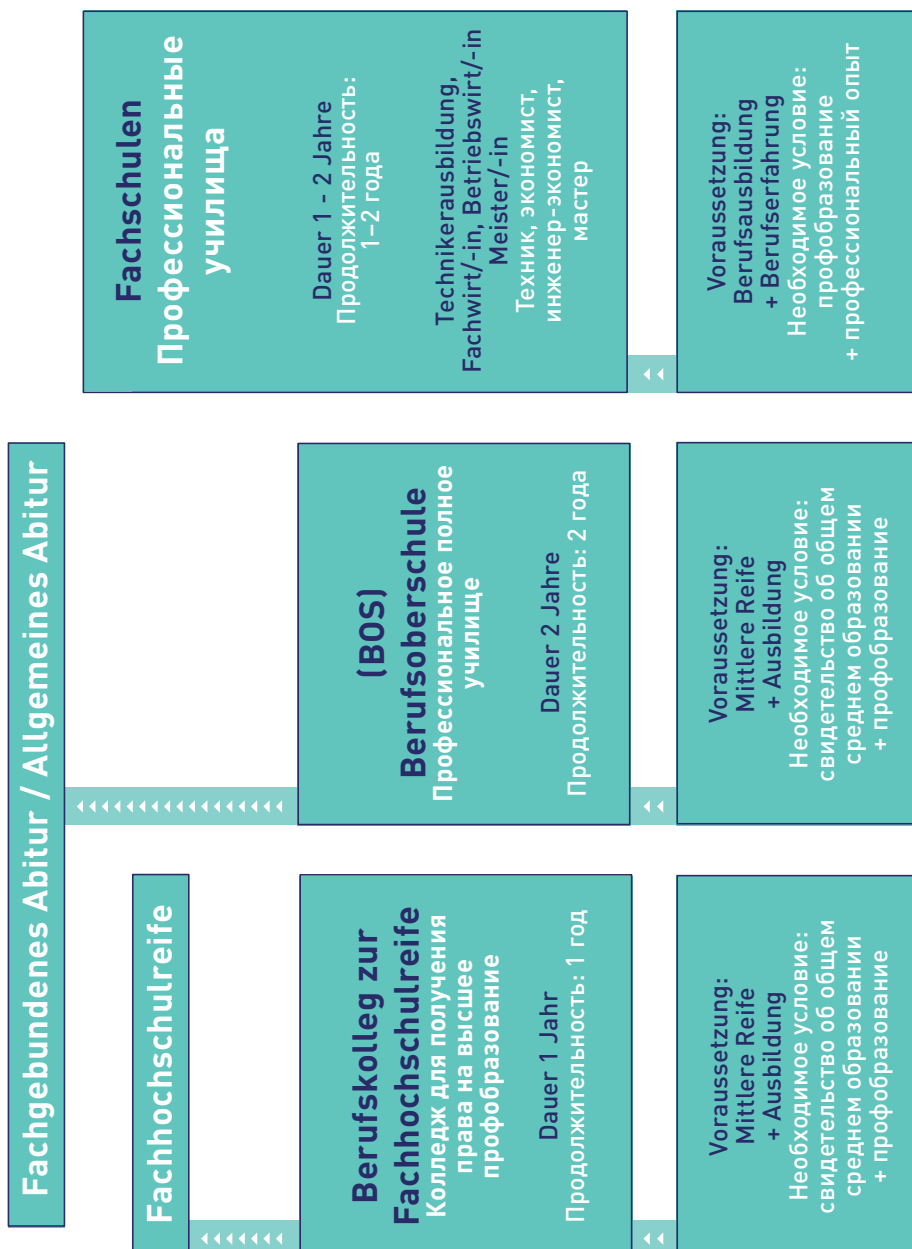 Fachgebundenes Abitur / Allgemeines Abitur
Fachhochschulreife
Berufskolleg zur
Fachhochschulreife
Колледж для получения
права на высшее
профобразование
Dauer 1 Jahr
Продолжительность: 1 год
Voraussetzung:
Mittlere Reife
+ Ausbildung
Необходимое условие:
свидетельство об общем
среднем образовании
+ профобразование
(BOS)
Berufsoberschule
Профессиональное полное
училище
Dauer 2 Jahre
Продолжительность: 2 года
Voraussetzung:
Mittlere Reife
+ Ausbildung
Необходимое условие:
свидетельство об общем
среднем образовании
+ профобразование
Fachschulen
Профессиональные
училища
Dauer 1 - 2 Jahre
Продолжительность:
1–2 года
Technikerausbildung,
Fachwirt/-in, Betriebswirt/-in
Meister/-in
Техник, экономист,
инженер-экономист,
мастер
Voraussetzung:
Berufsausbildung
+ Berufserfahrung
Необходимое условие:
профобразование
+ профессиональный опыт